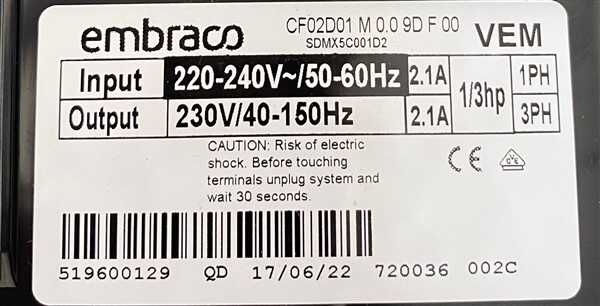 embraco
CF02D01 M 0.0 9D F 00
SDMX5C001D2
VEM
Input 220-240V~/50-60Hz 2.1A 1/3hp 1PH
Output 230V/40-150Hz 2.1A 3PH
CAUTION: Risk of electric
shock. Before touching
terminals unplug system and
wait 30 seconds.
CE
519600129 QD 17/06/22 720036 002C